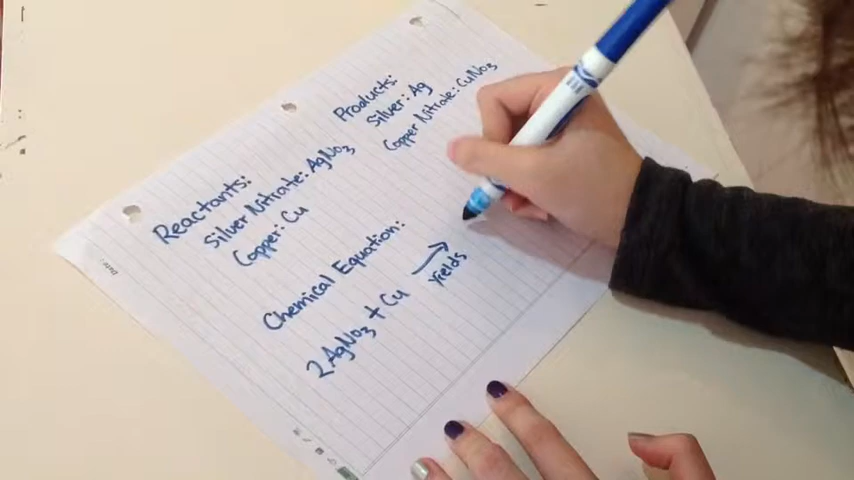 Reactants:
Silver Nitrate: AgNO3
Copper: Cu
Products:
Silver: Ag
Copper Nitrate: CuNO3
Chemical Equation:
2AgNO3 + Cu → yields